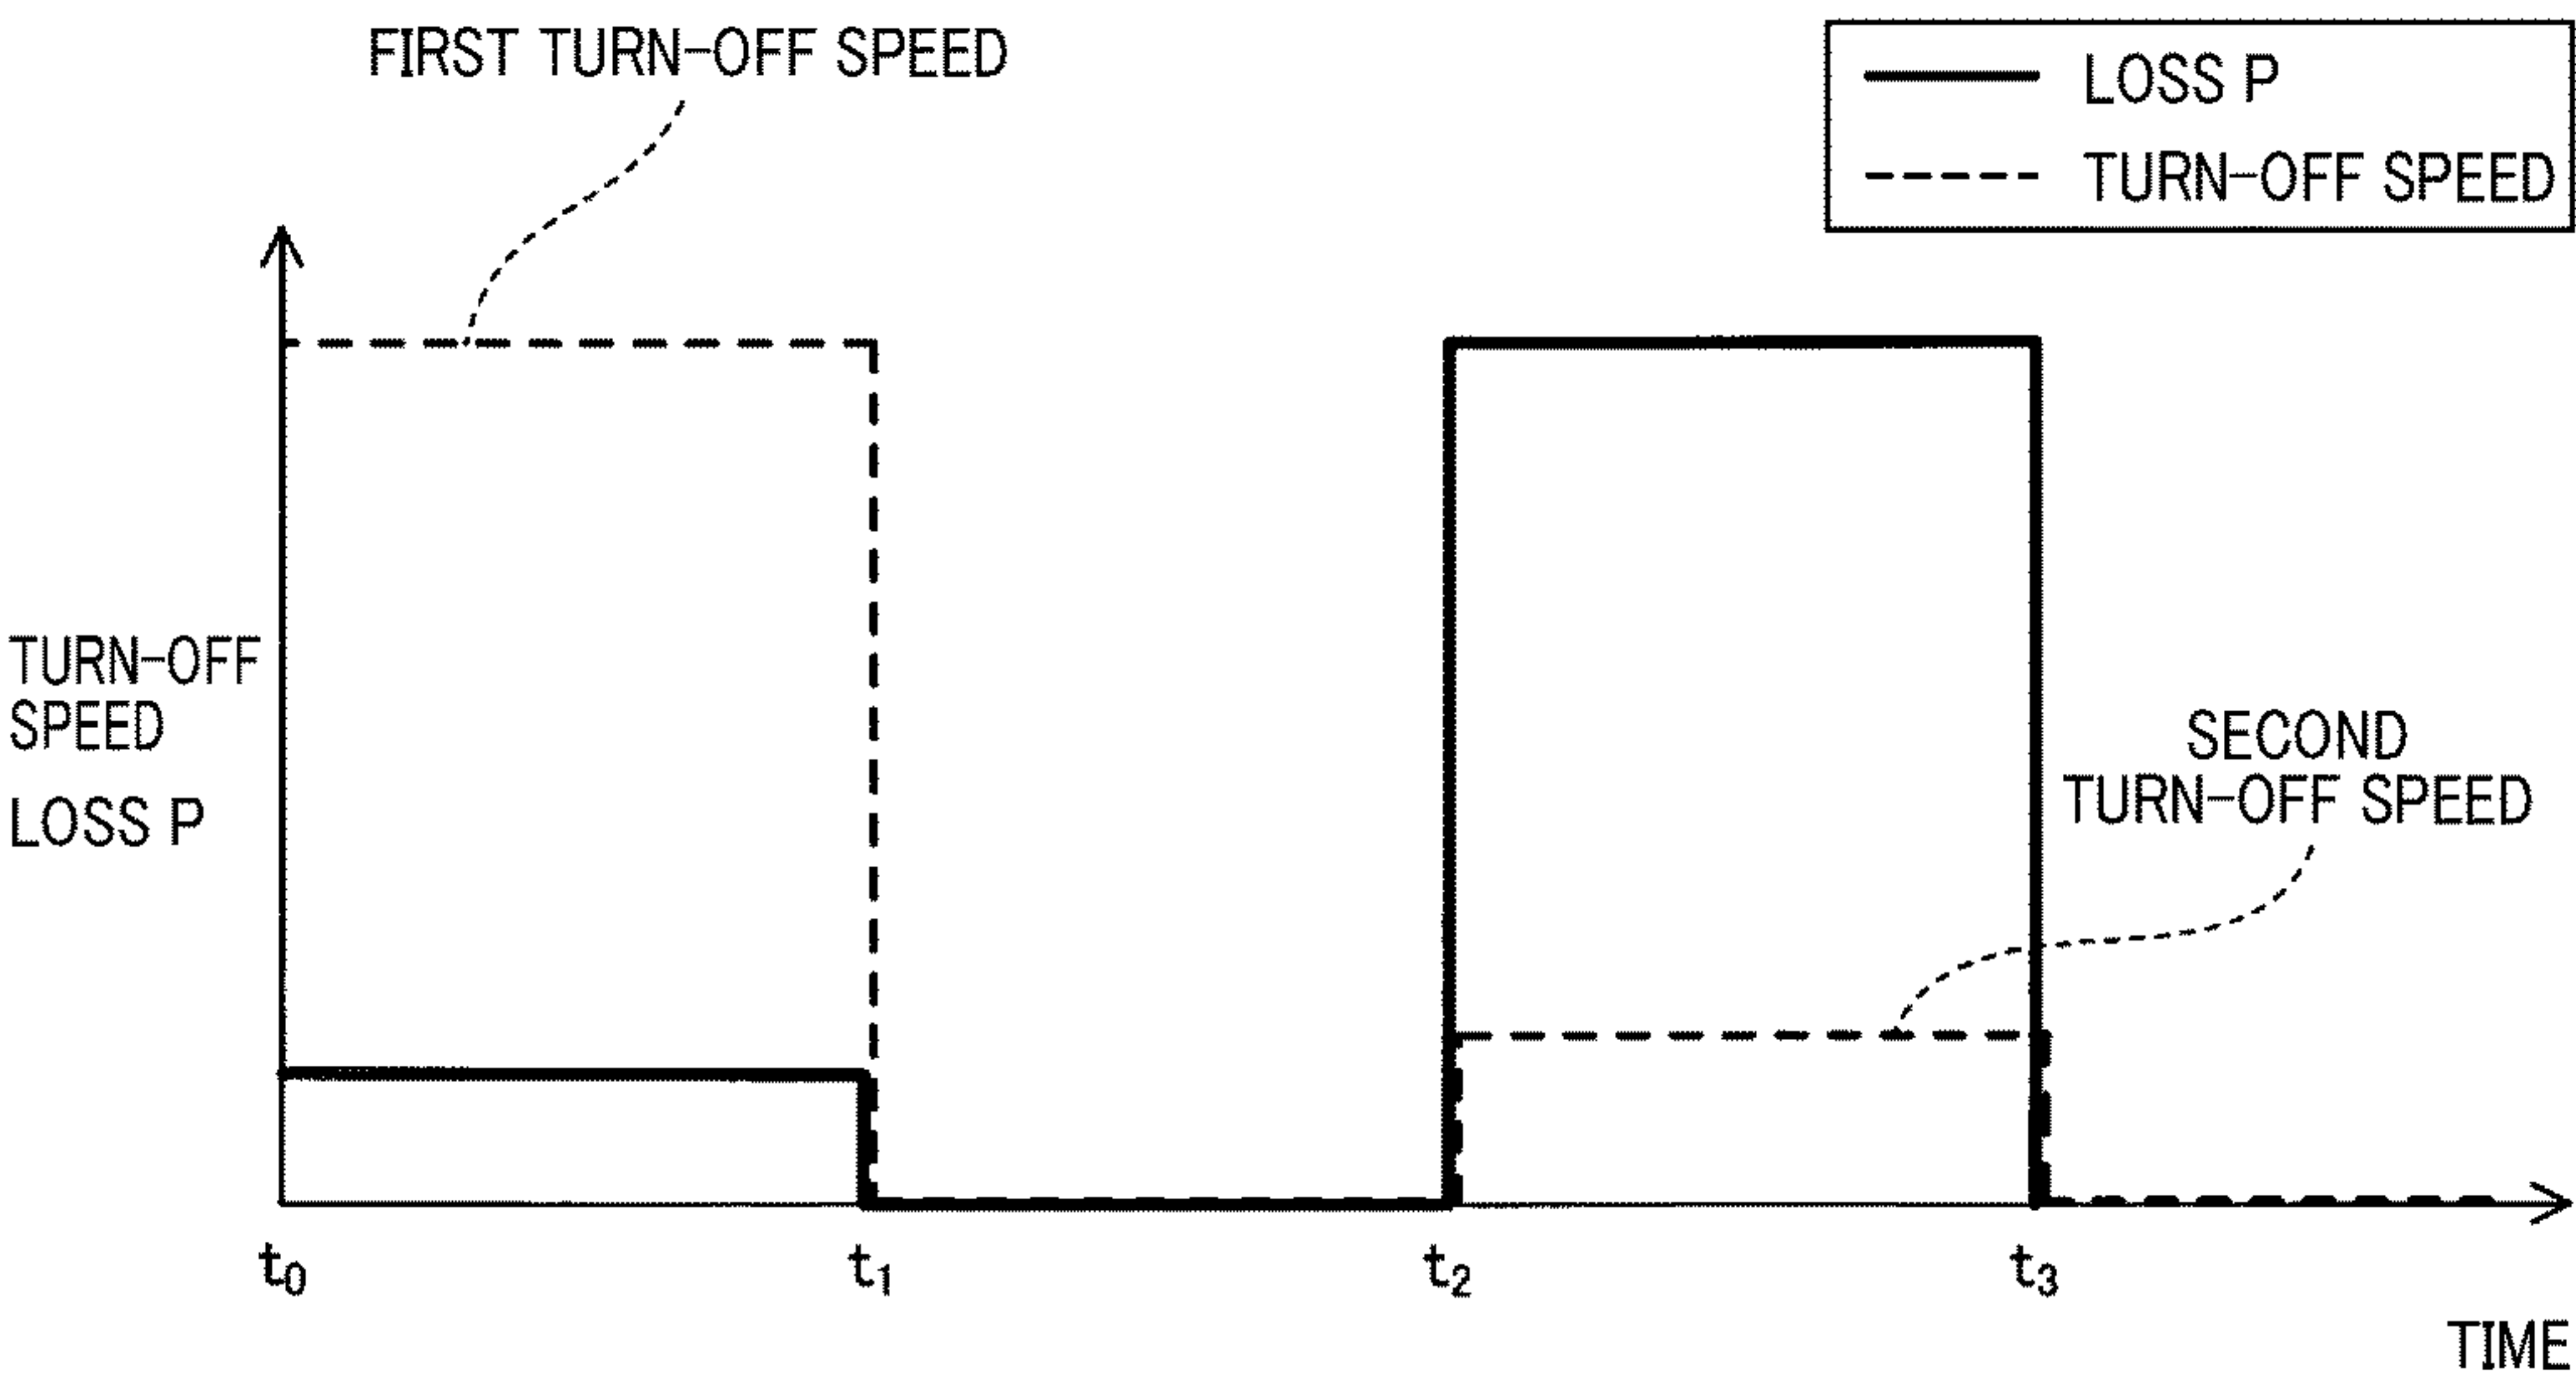 FIRST TURN-OFF SPEED
LOSS P
TURN-OFF SPEED
TURN-OFF
SPEED
LOSS P
SECOND
TURN-OFF SPEED
t0
t1
t2
t3
TIME